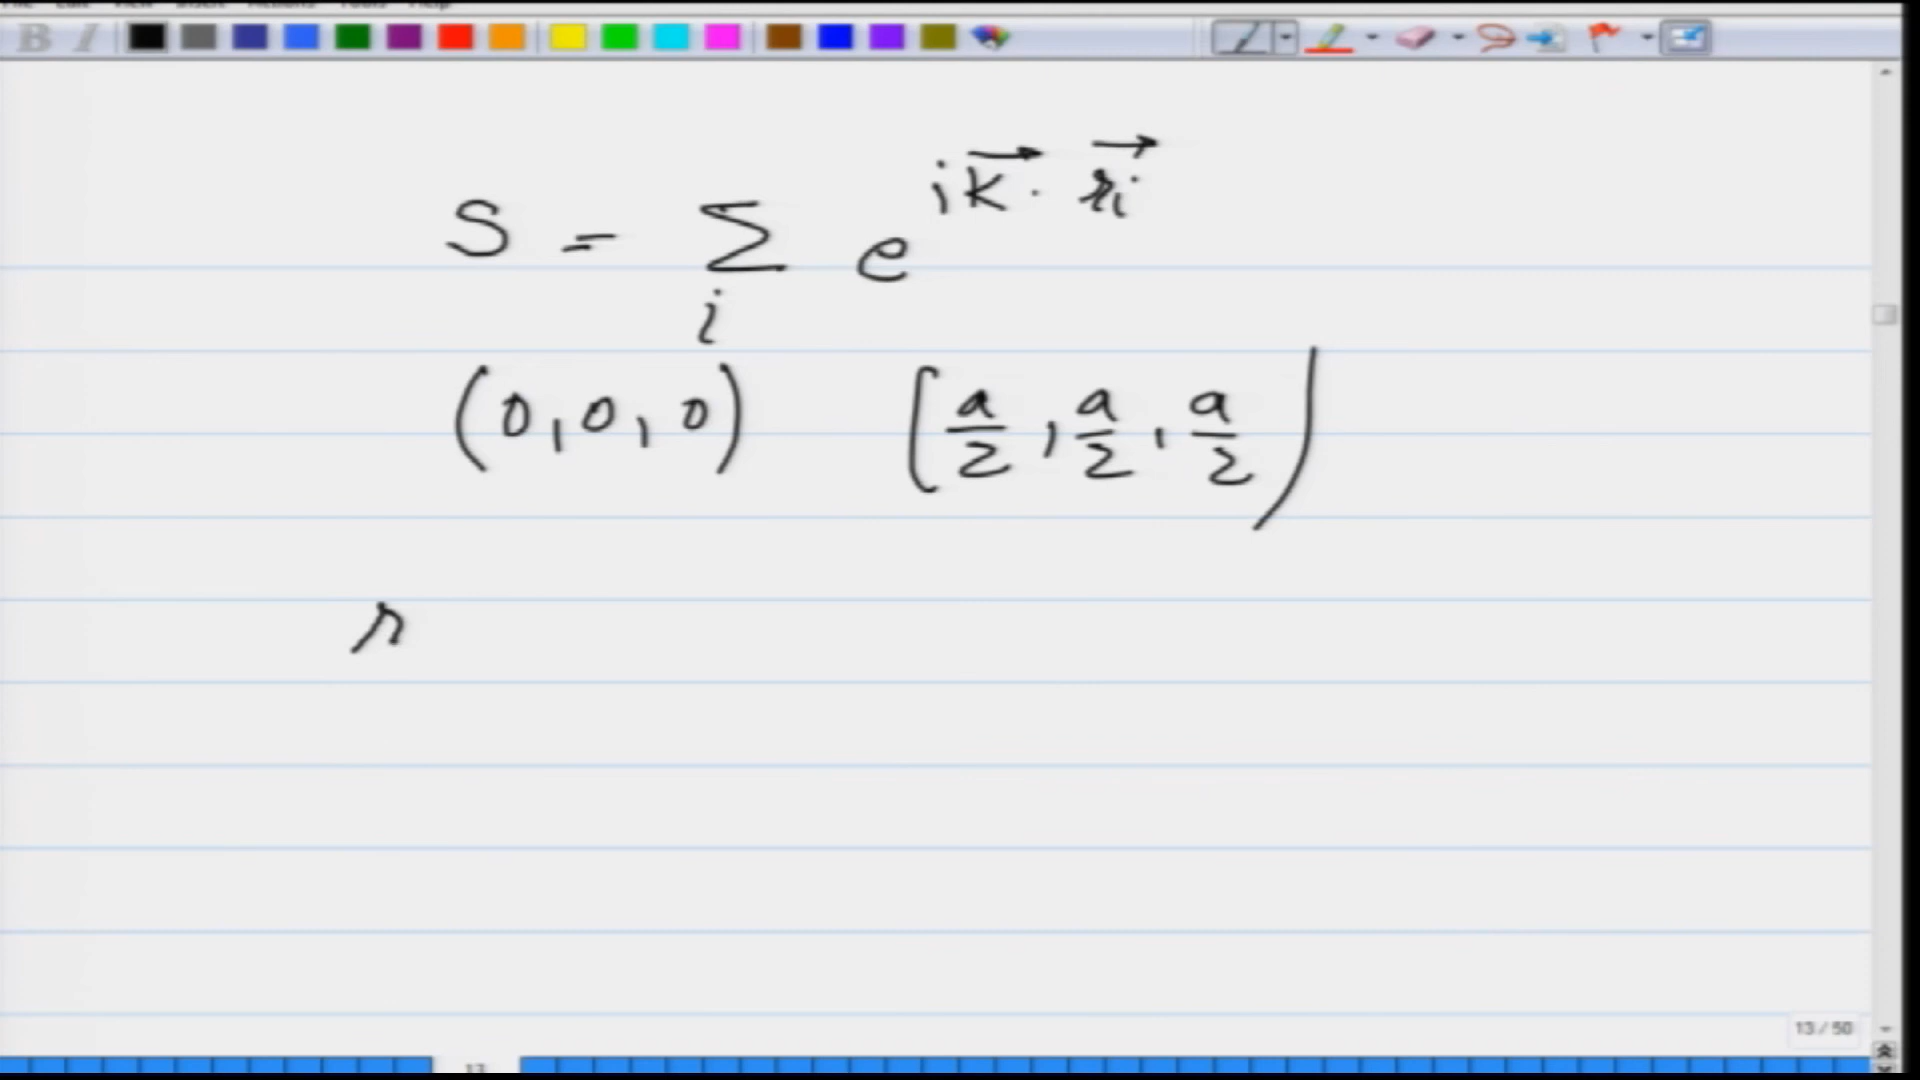 B I
S = Σ e^{i\vec{k}·\vec{r_i}}
i
(0,0,0) [a/2, a/2, a/2)
r
13 / 50